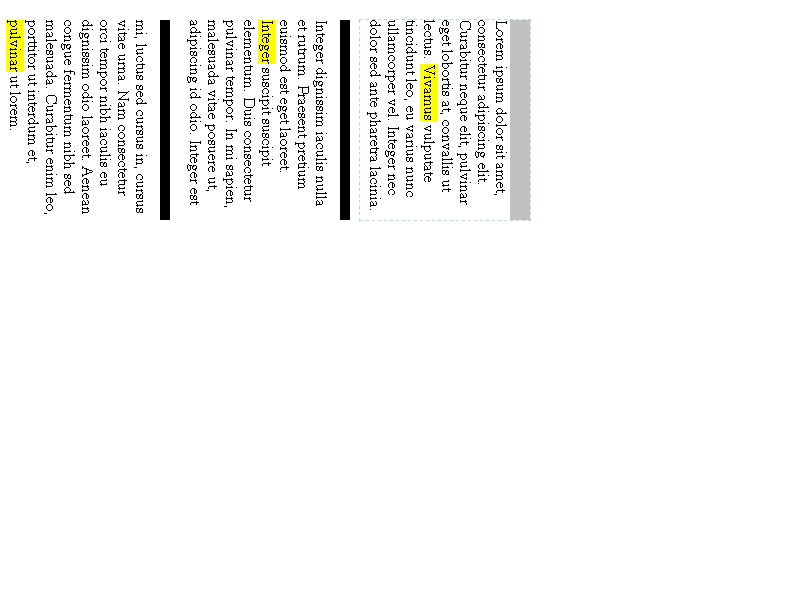 Lorem ipsum dolor sit amet,
consectetur adipiscing elit.
Curabitur neque elit, pulvinar
eget lobortis at, convallis ut
lectus. Vivamus vulputate
tincidunt leo, eu varius nunc
ullamcorper vel. Integer nec
dolor sed ante pharetra lacinia.
Integer dignissim iaculis nulla
et rutrum. Praesent pretium
euismod est eget laoreet.
Integer suscipit suscipit
elementum. Duis consectetur
pulvinar tempor. In mi sapien,
malesuada vitae posuere ut,
adipiscing id odio. Integer est
mi, luctus sed cursus in, cursus
vitae urna. Nam consectetur
orci tempor nibh iaculis eu
dignissim odio laoreet. Aenean
congue fermentum nibh sed
malesuada. Curabitur enim leo,
porttitor ut interdum et,
pulvinar ut lorem.